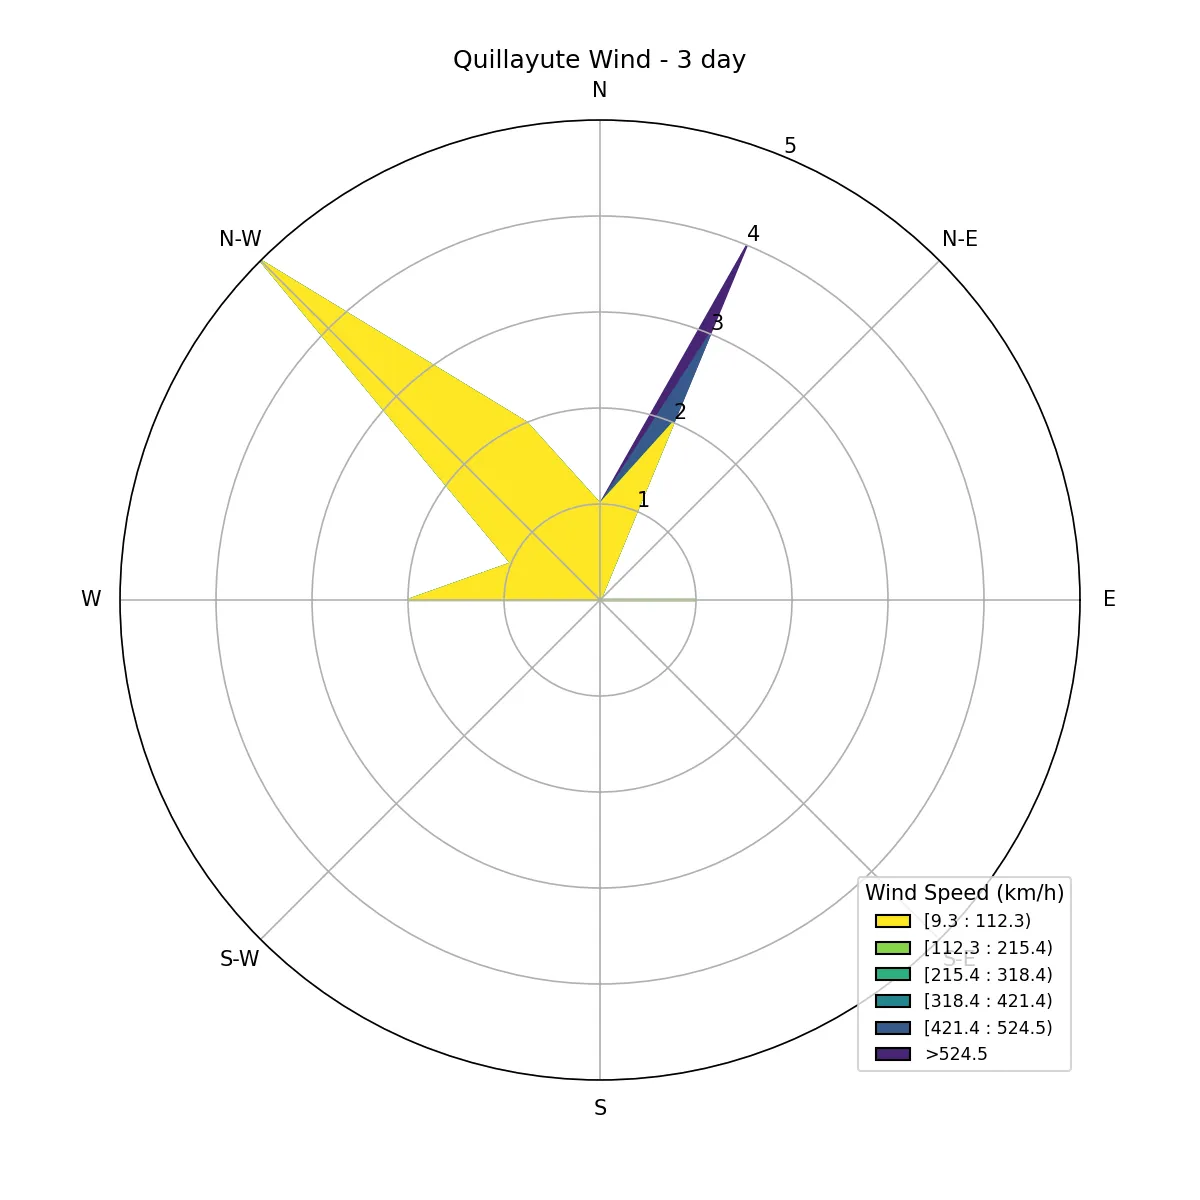 Quillayute Wind - 3 day
N
5
N-W
4
N-E
3
2
1
W
E
S-W
S-E
S
Wind Speed (km/h)
[9.3 : 112.3)
[112.3 : 215.4)
[215.4 : 318.4)
[318.4 : 421.4)
[421.4 : 524.5)
>524.5